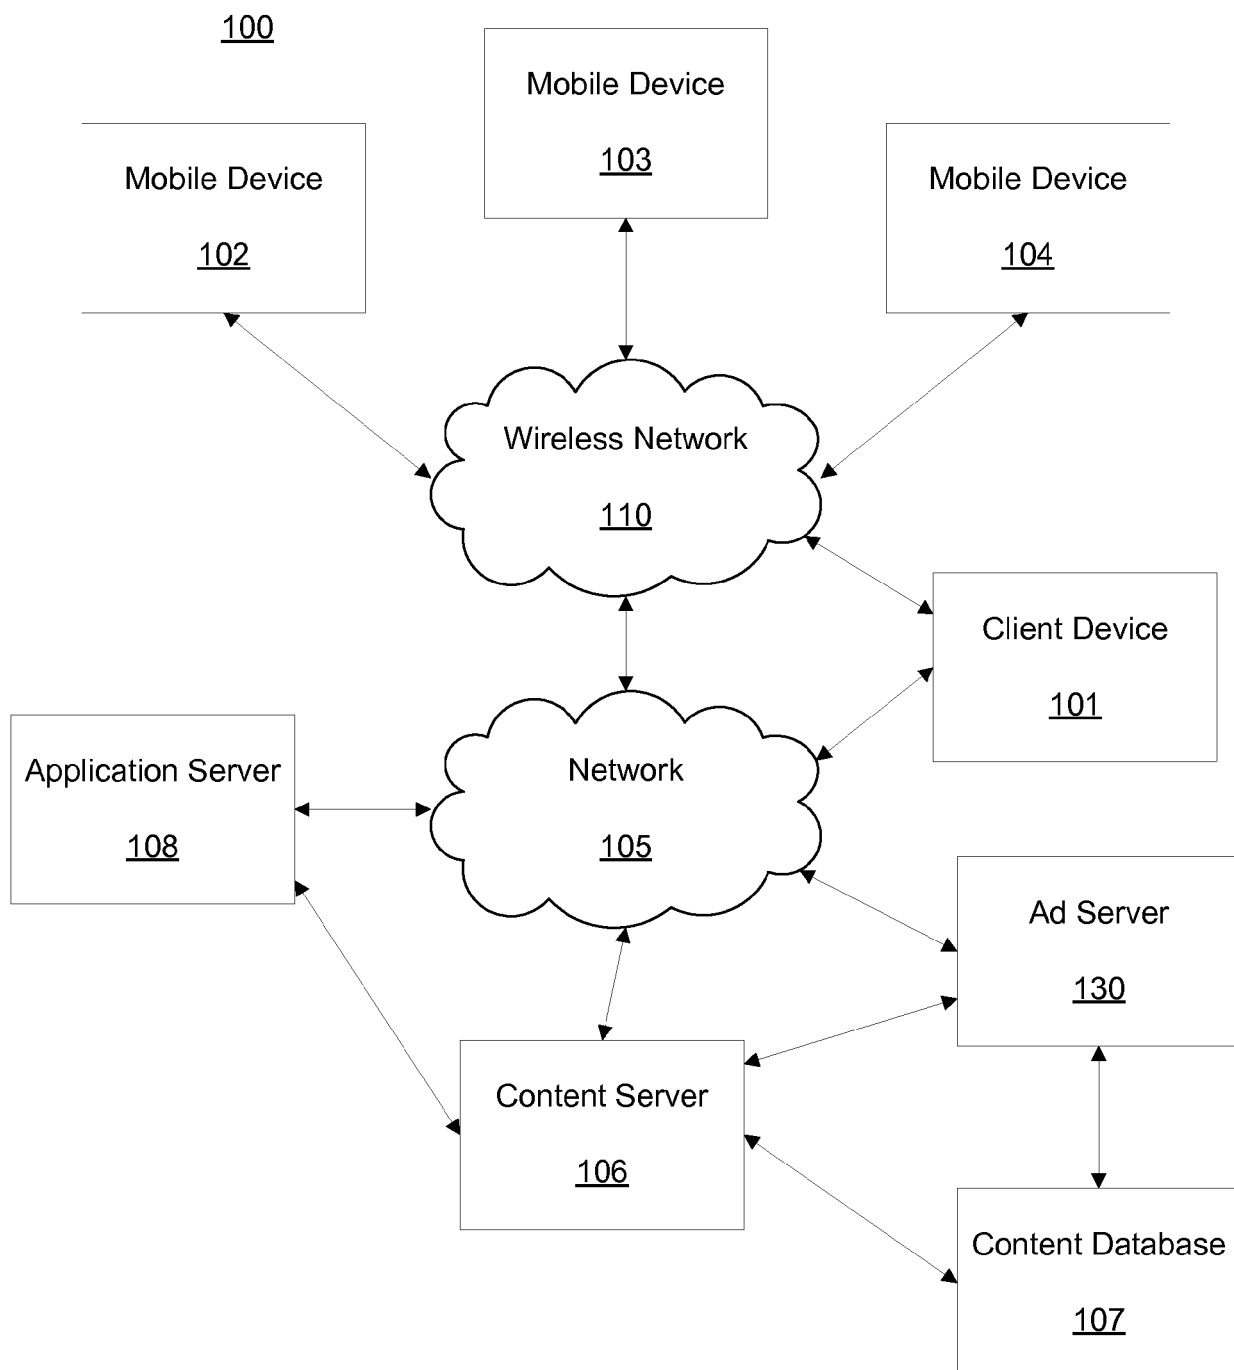 100
Mobile Device
103
Mobile Device
102
Mobile Device
104
Wireless Network
110
Client Device
101
Network
105
Application Server
108
Ad Server
130
Content Server
106
Content Database
107